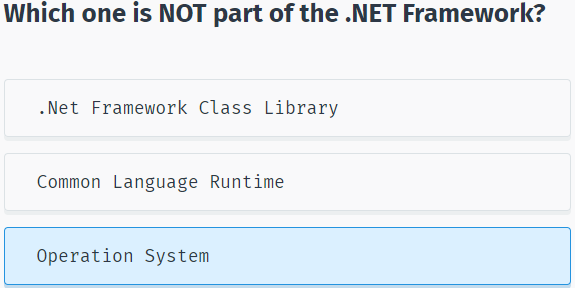 Which one is NOT part of the .NET Framework?
.Net Framework Class Library
Common Language Runtime
Operation System